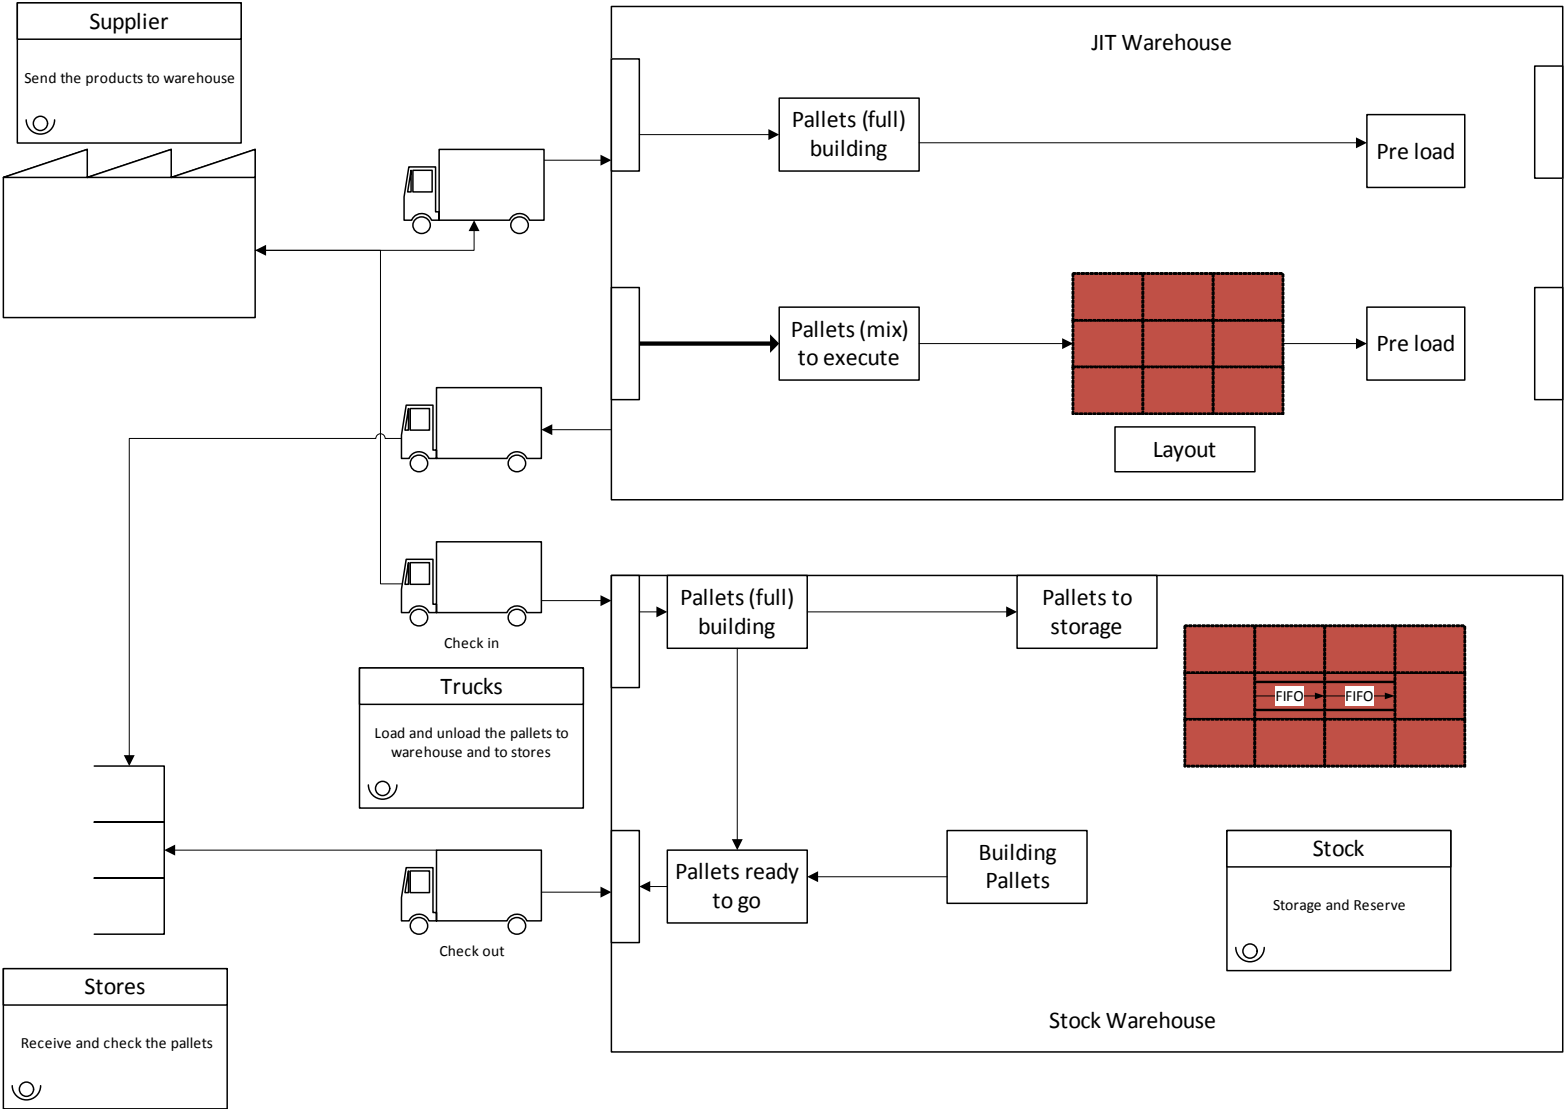 Supplier
Send the products to warehouse
JIT Warehouse
Pallets (full)
building
Pre load
Pallets (mix)
to execute
Pre load
Layout
Check in
Pallets (full)
building
Pallets to
storage
FIFO
FIFO
Trucks
Load and unload the pallets to
warehouse and to stores
Pallets ready
to go
Building
Pallets
Stock
Storage and Reserve
Check out
Stores
Receive and check the pallets
Stock Warehouse